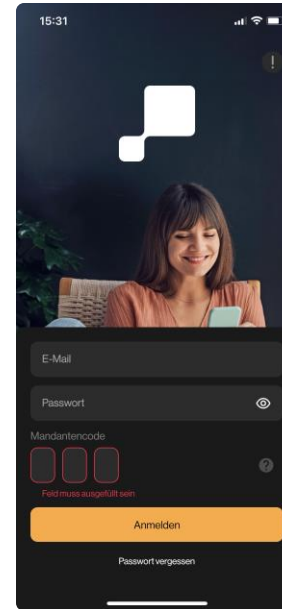 15:31
!
E-Mail
Passwort
Mandantencode
?
Feld muss ausgefüllt sein
Anmelden
Passwort vergessen